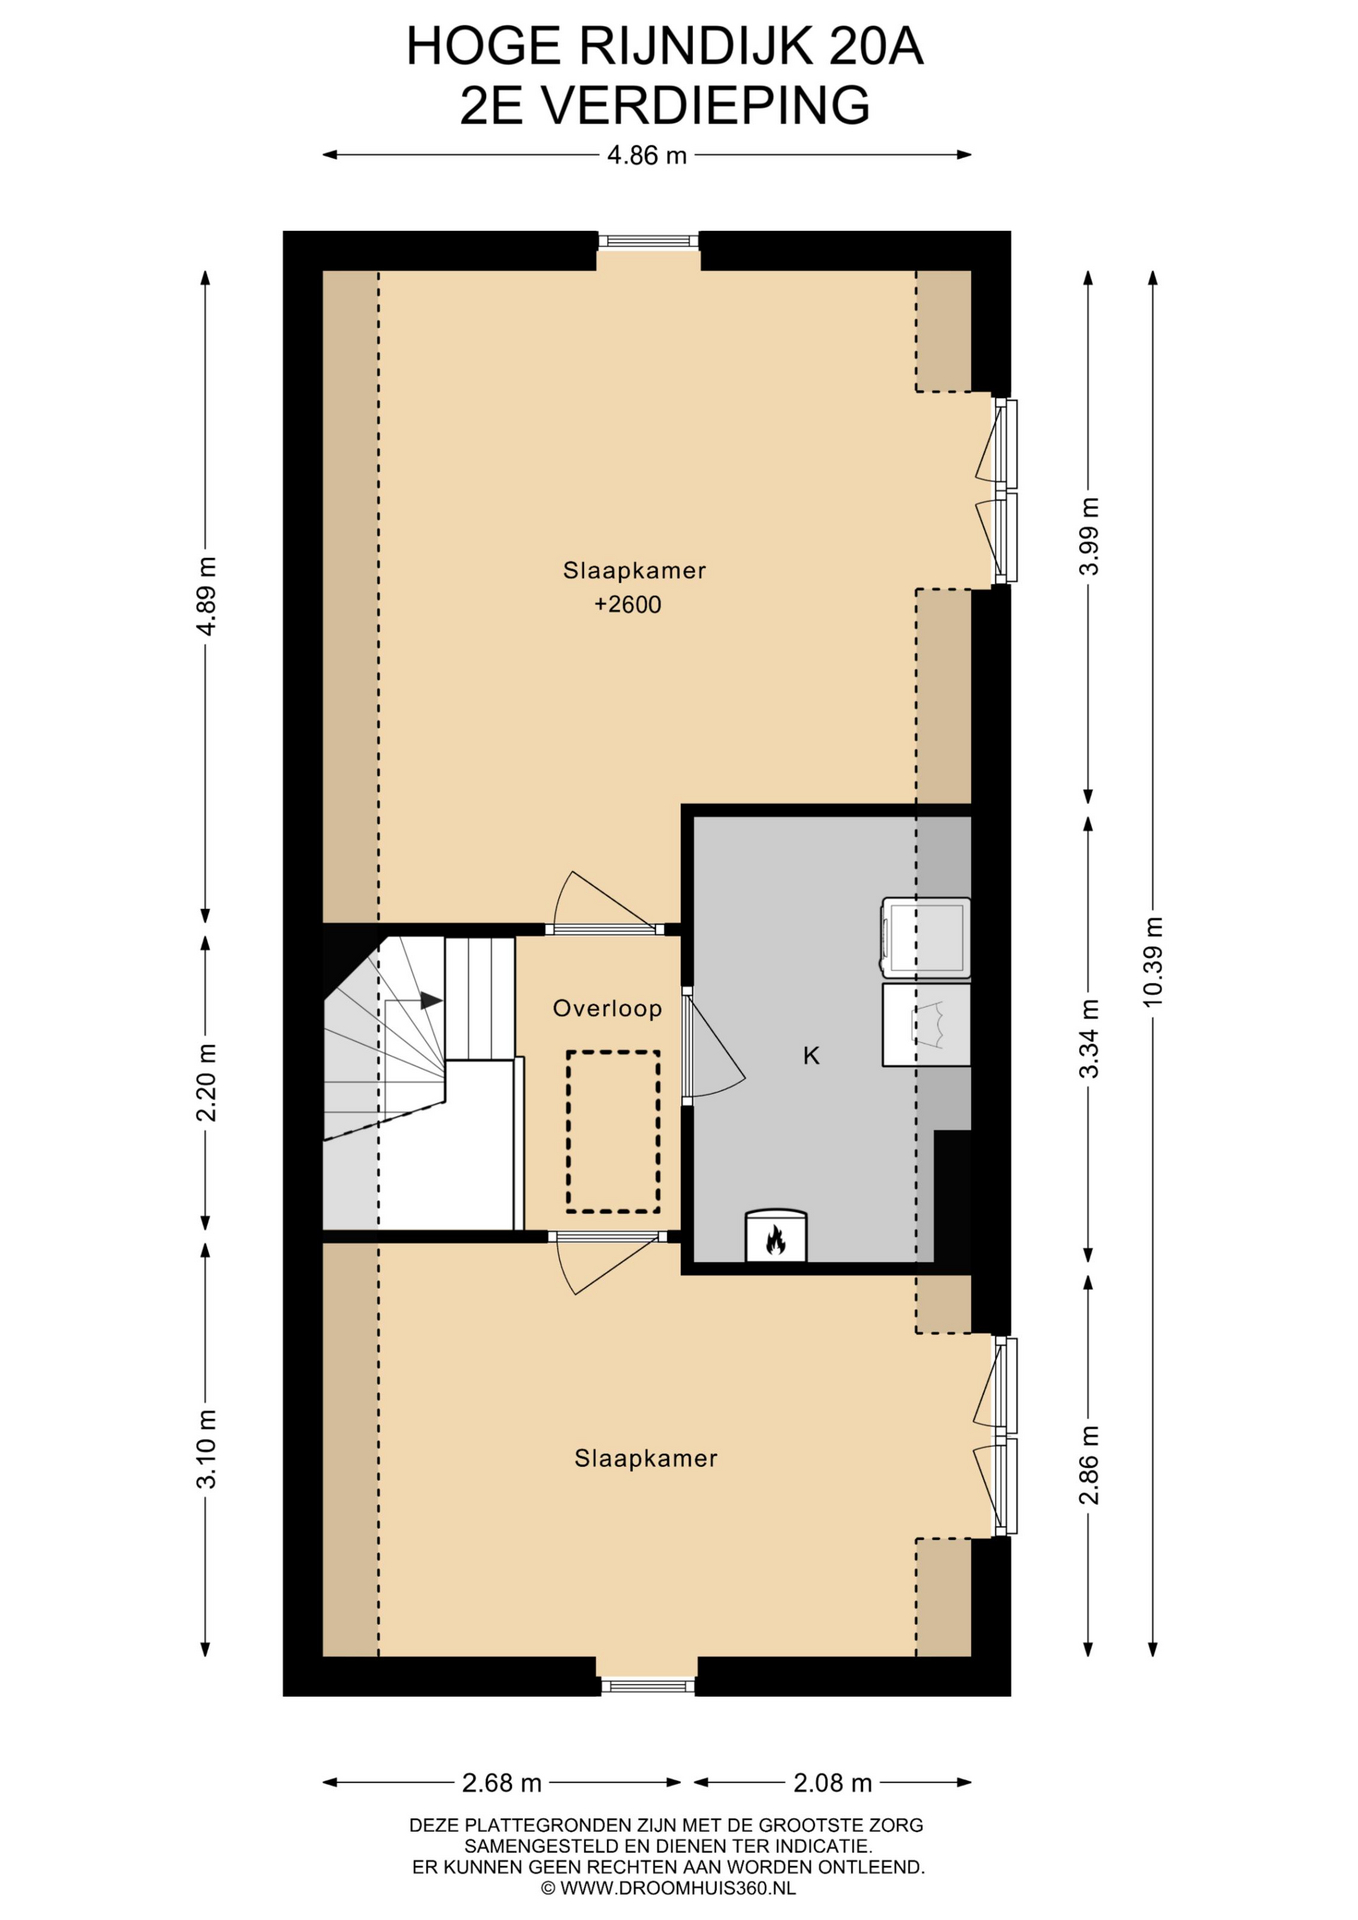 HOGE RIJNDIJK 20A
2E VERDIEPING
4.86 m
4.89 m
3.99 m
Slaapkamer
+2600
10.39 m
2.20 m
Overloop
K
3.34 m
3.10 m
Slaapkamer
2.86 m
2.68 m
2.08 m
DEZE PLATTEGRONDEN ZIJN MET DE GROOTSTE ZORG
SAMENGESTELD EN DIENEN TER INDICATIE.
ER KUNNEN GEEN RECHTEN AAN WORDEN ONTLEEND.
© WWW.DROOMHUIS360.NL